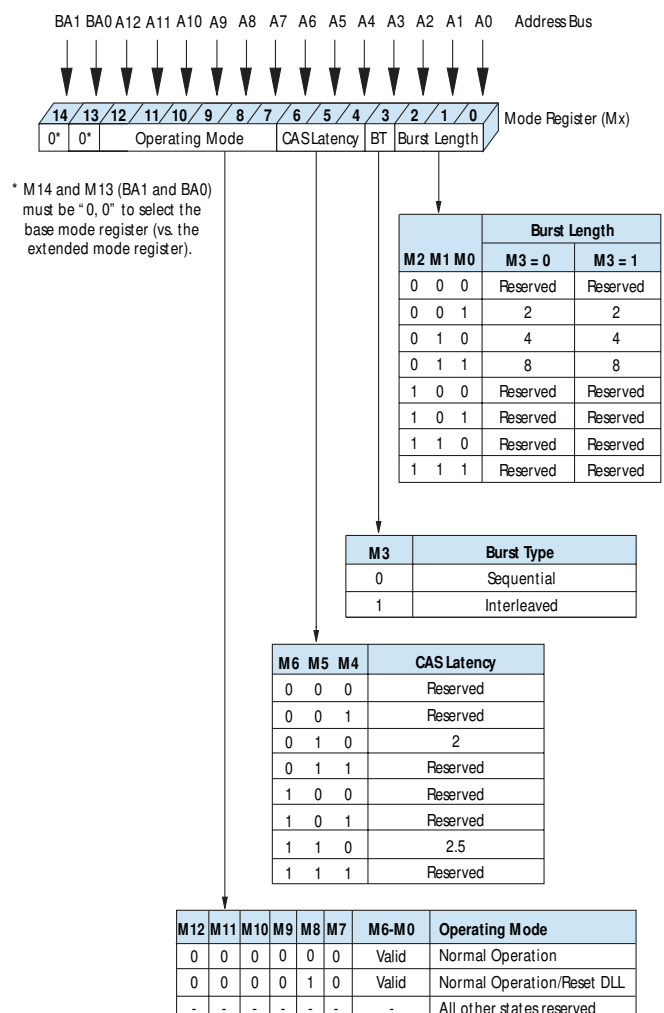 BA1 BA0 A12 A11 A10 A9 A8 A7 A6 A5 A4 A3 A2 A1 A0 Address Bus
14 13 12 11 10 9 8 7 6 5 4 3 2 1 0 Mode Register (Mx)
0* 0* Operating Mode CAS Latency BT Burst Length
* M14 and M13 (BA1 and BA0)
must be "0, 0" to select the
base mode register (vs. the
extended mode register).
Burst Length
M2 M1 M0 M3 = 0 M3 = 1
0 0 0 Reserved Reserved
0 0 1 2 2
0 1 0 4 4
0 1 1 8 8
1 0 0 Reserved Reserved
1 0 1 Reserved Reserved
1 1 0 Reserved Reserved
1 1 1 Reserved Reserved
M3 Burst Type
0 Sequential
1 Interleaved
M6 M5 M4 CAS Latency
0 0 0 Reserved
0 0 1 Reserved
0 1 0 2
0 1 1 Reserved
1 0 0 Reserved
1 0 1 Reserved
1 1 0 2.5
1 1 1 Reserved
M12 M11 M10 M9 M8 M7 M6-M0 Operating Mode
0 0 0 0 0 0 Valid Normal Operation
0 0 0 0 1 0 Valid Normal Operation/Reset DLL
- - - - - - - All other states reserved